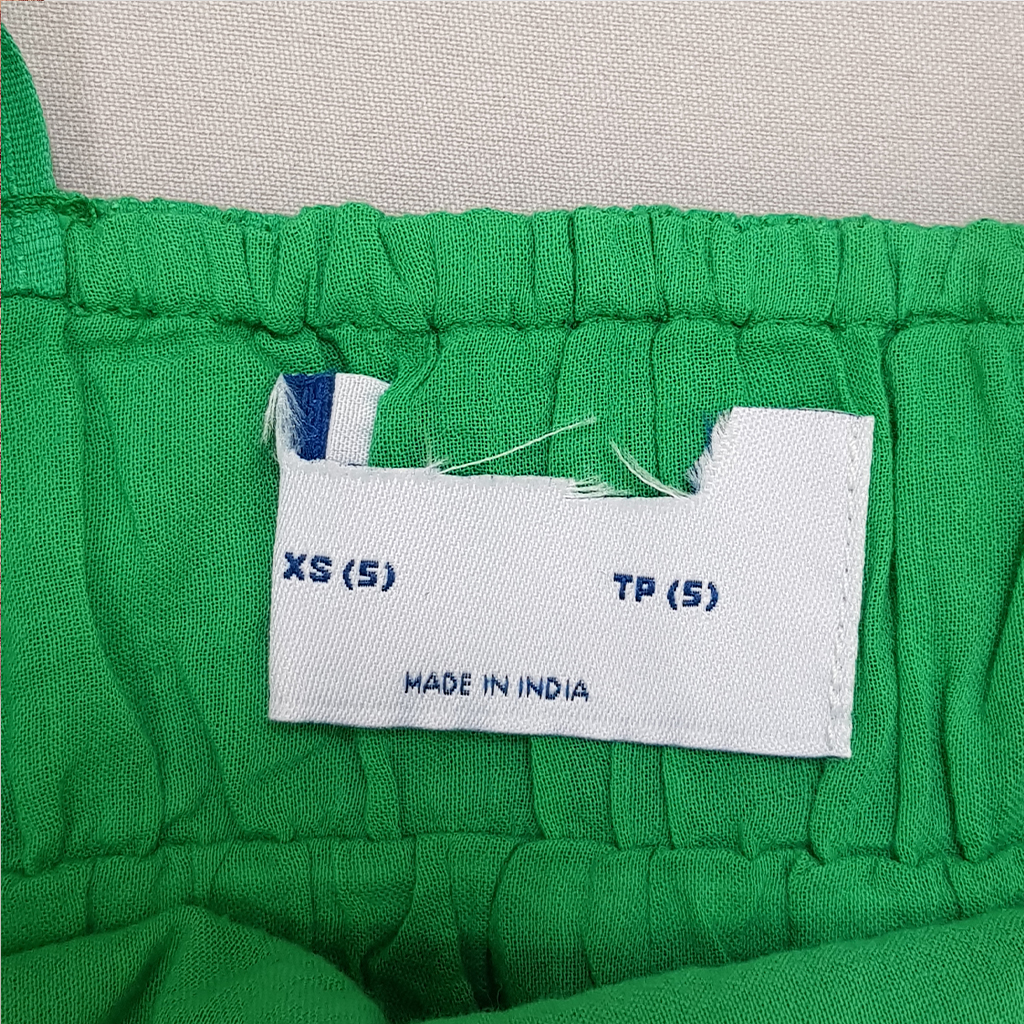 XS (5) TP (5)
MADE IN INDIA